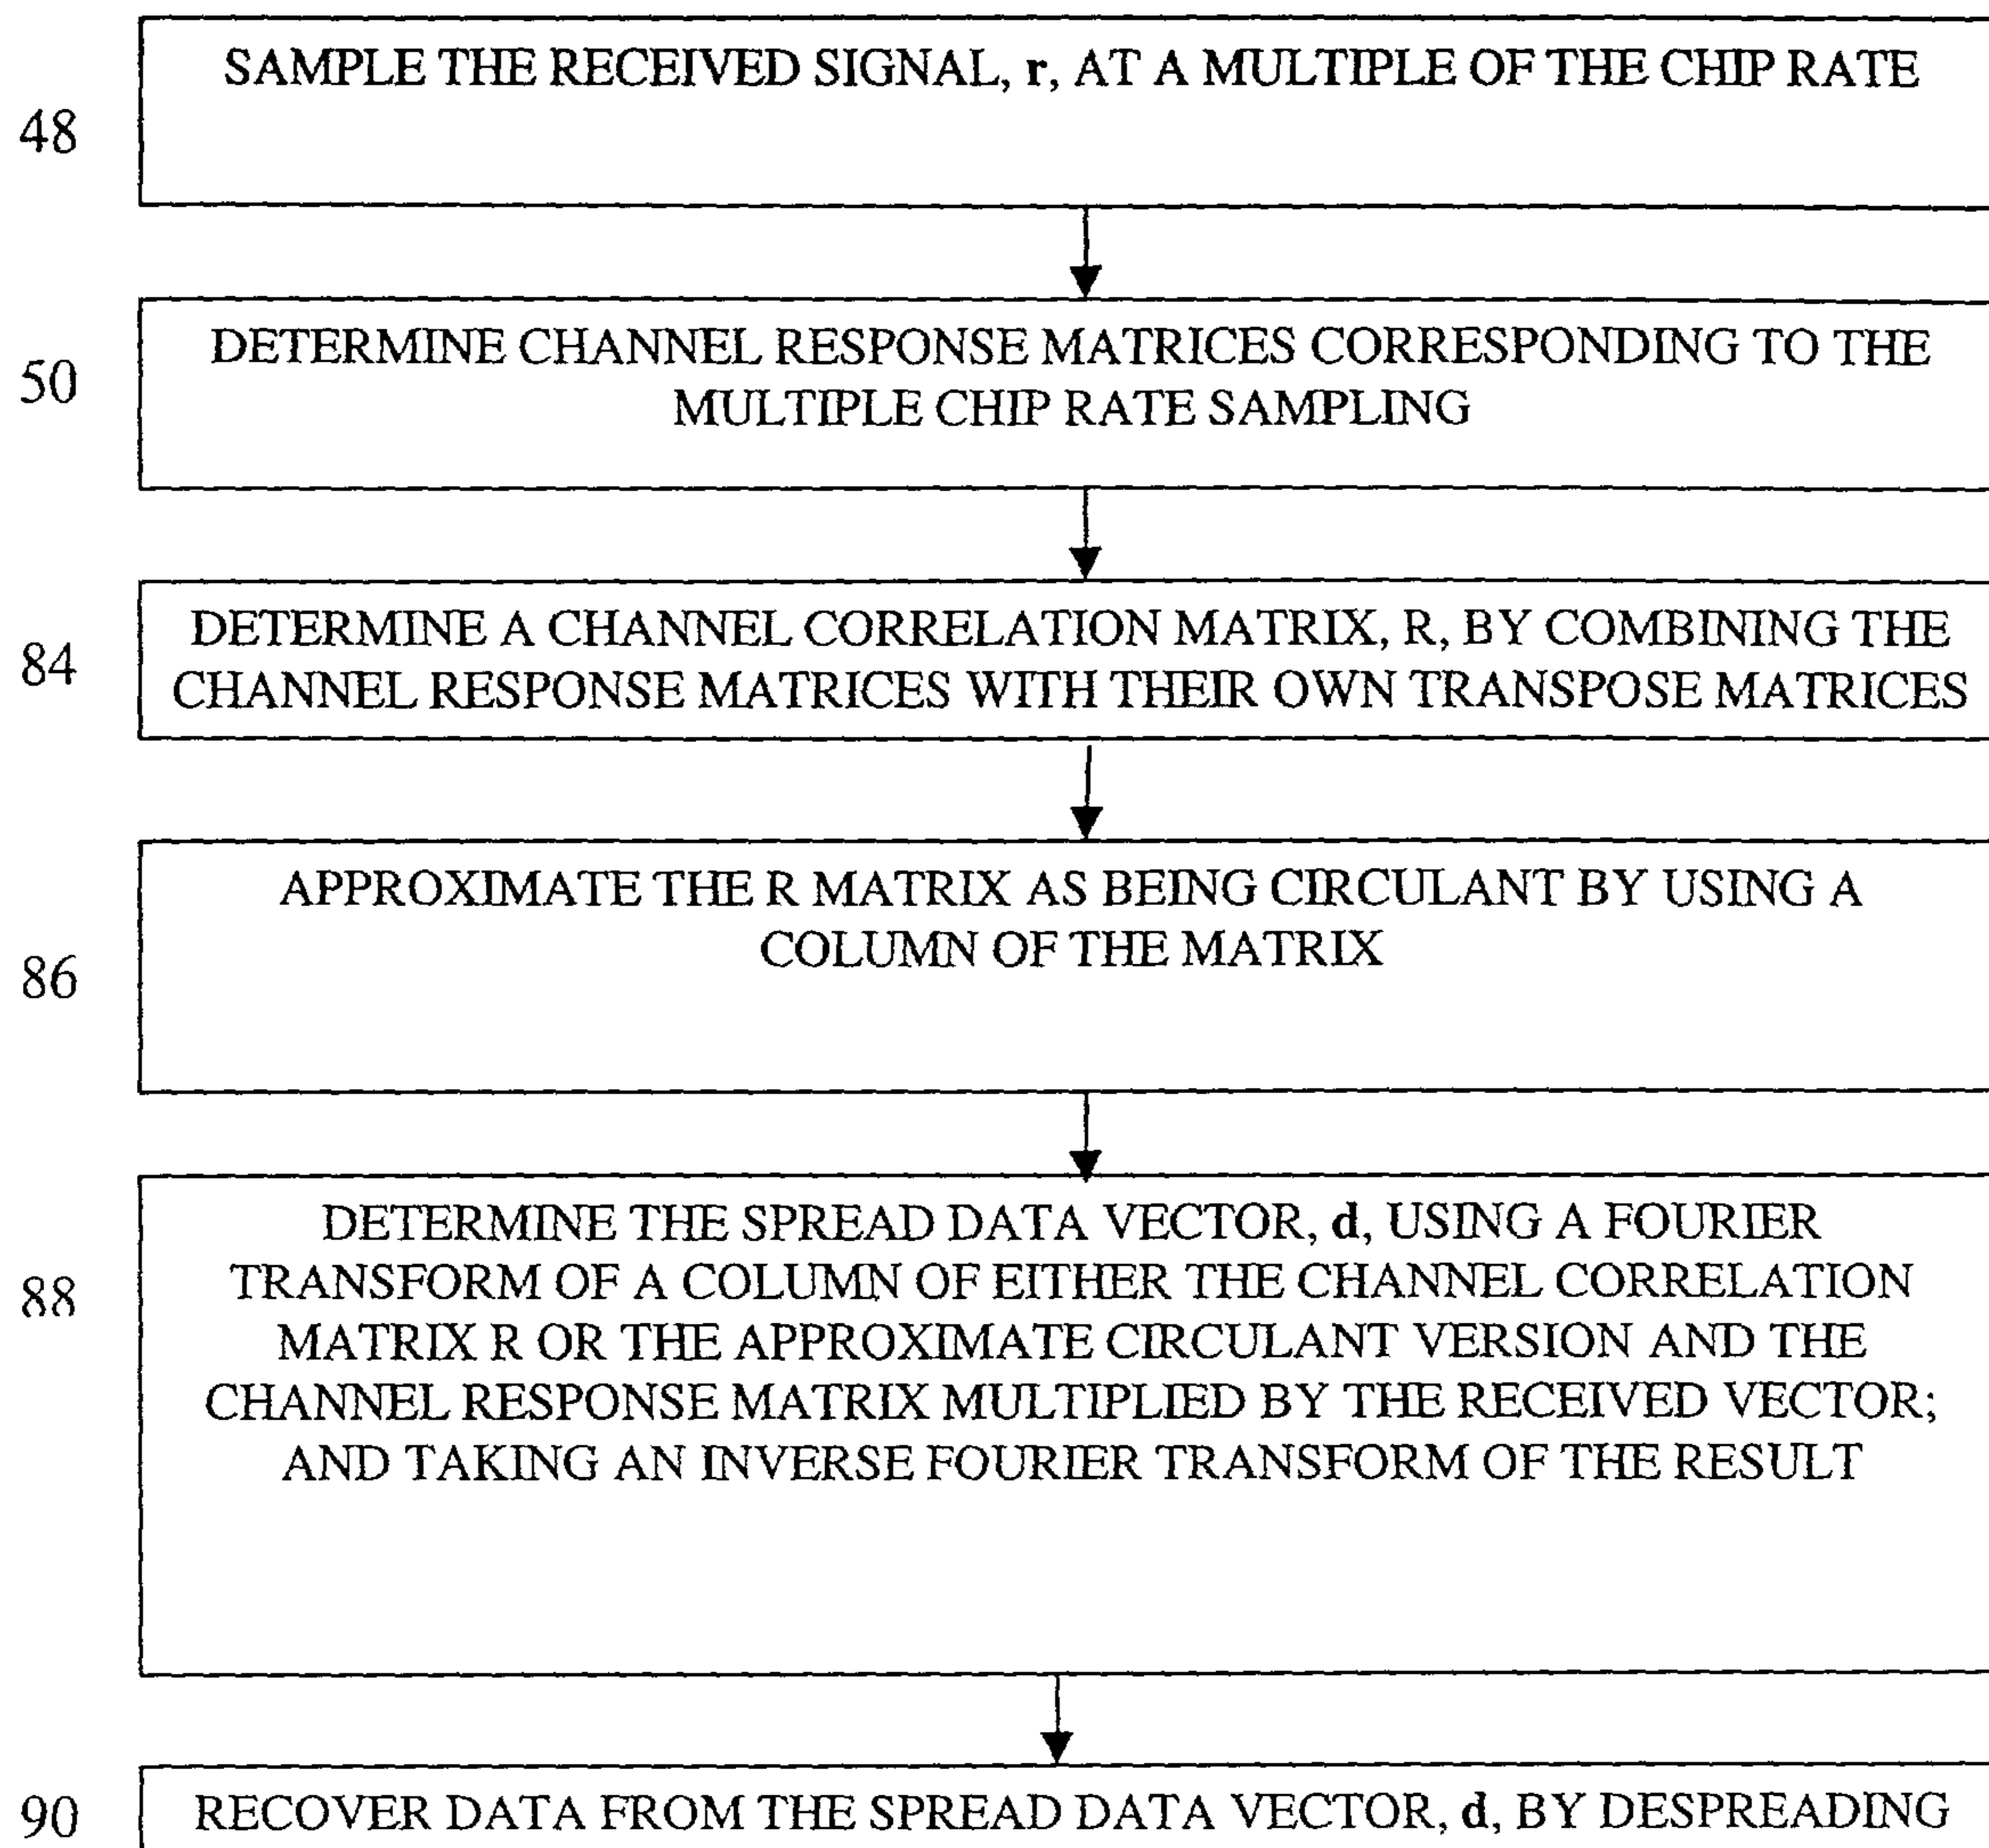 48
SAMPLE THE RECEIVED SIGNAL, r, AT A MULTIPLE OF THE CHIP RATE
50
DETERMINE CHANNEL RESPONSE MATRICES CORRESPONDING TO THE
MULTIPLE CHIP RATE SAMPLING
84
DETERMINE A CHANNEL CORRELATION MATRIX, R, BY COMBINING THE
CHANNEL RESPONSE MATRICES WITH THEIR OWN TRANSPOSE MATRICES
86
APPROXIMATE THE R MATRIX AS BEING CIRCULANT BY USING A
COLUMN OF THE MATRIX
88
DETERMINE THE SPREAD DATA VECTOR, d, USING A FOURIER
TRANSFORM OF A COLUMN OF EITHER THE CHANNEL CORRELATION
MATRIX R OR THE APPROXIMATE CIRCULANT VERSION AND THE
CHANNEL RESPONSE MATRIX MULTIPLIED BY THE RECEIVED VECTOR;
AND TAKING AN INVERSE FOURIER TRANSFORM OF THE RESULT
90
RECOVER DATA FROM THE SPREAD DATA VECTOR, d, BY DESPREADING